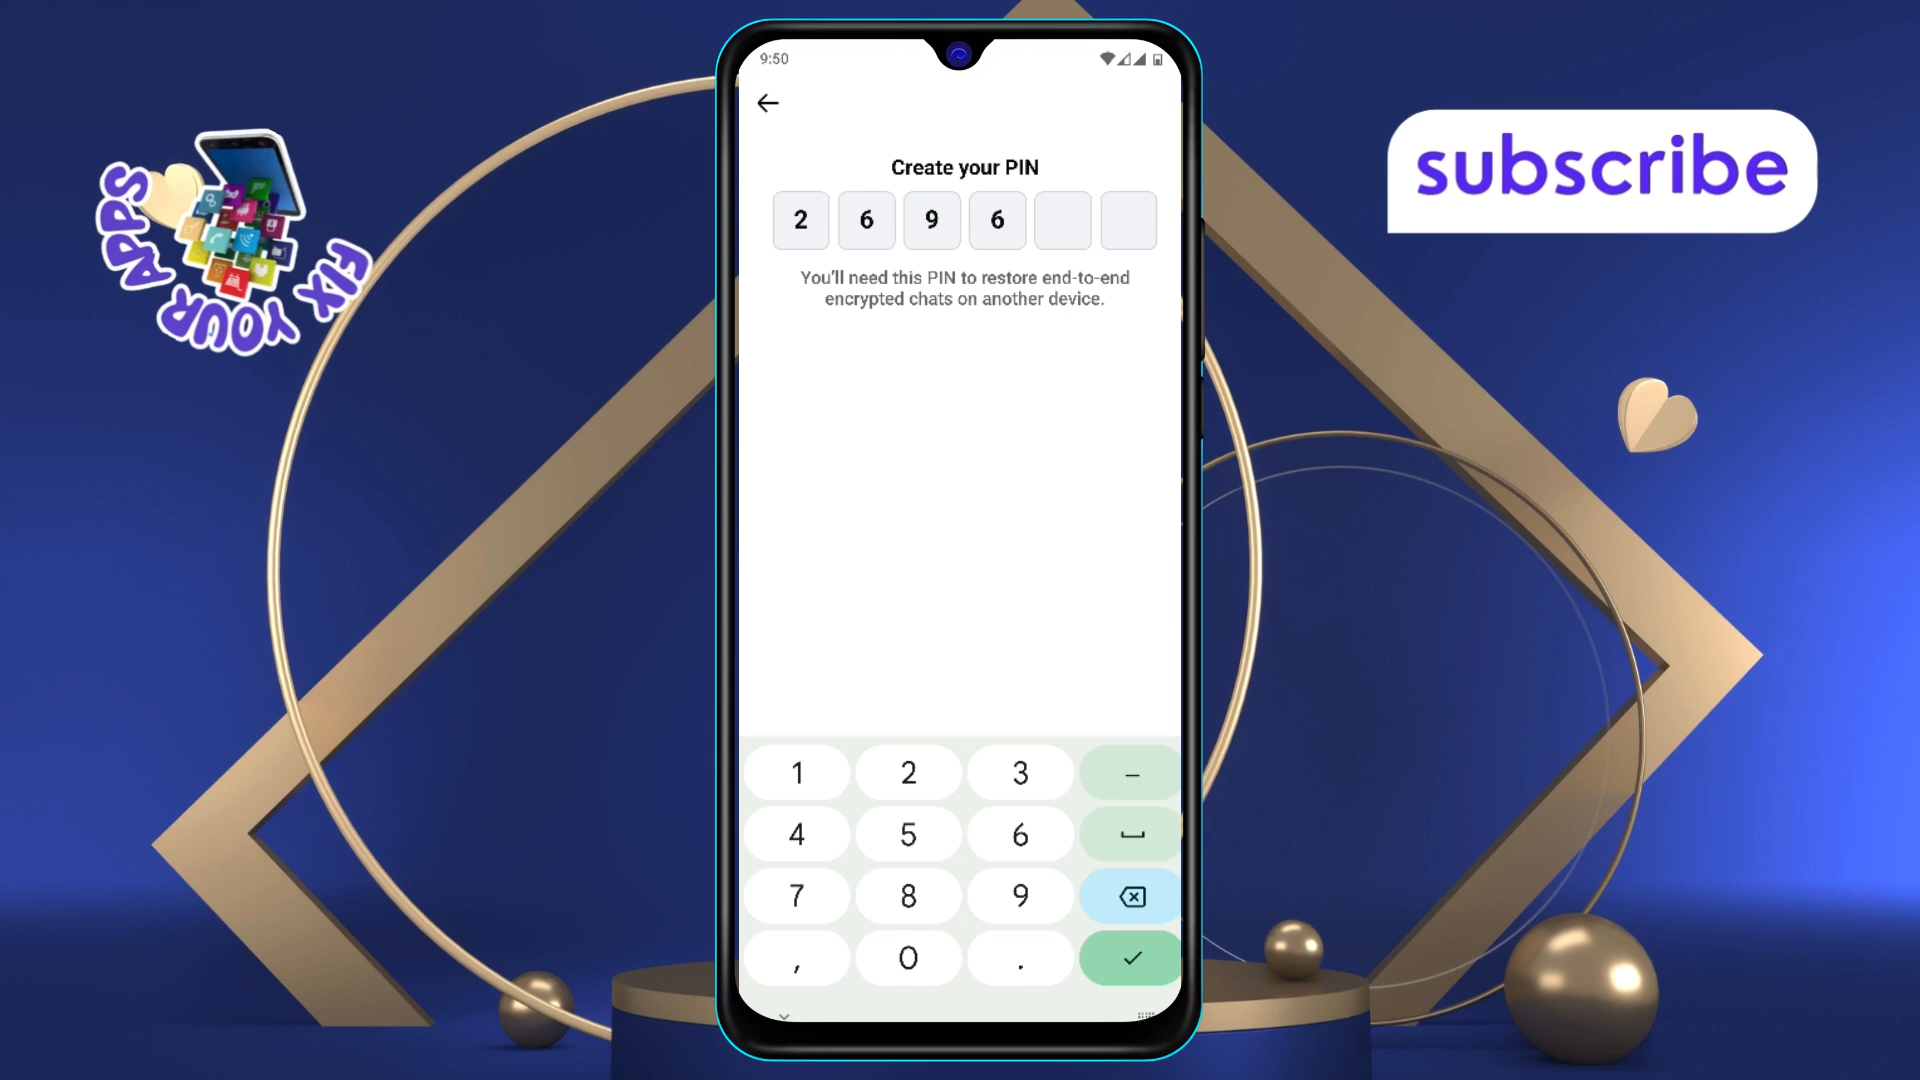 9:50
FIX YOUR APPS
subscribe
Create your PIN
2 6 9 6
You'll need this PIN to restore end-to-end
encrypted chats on another device.
1 2 3 –
4 5 6
7 8 9
, 0 .